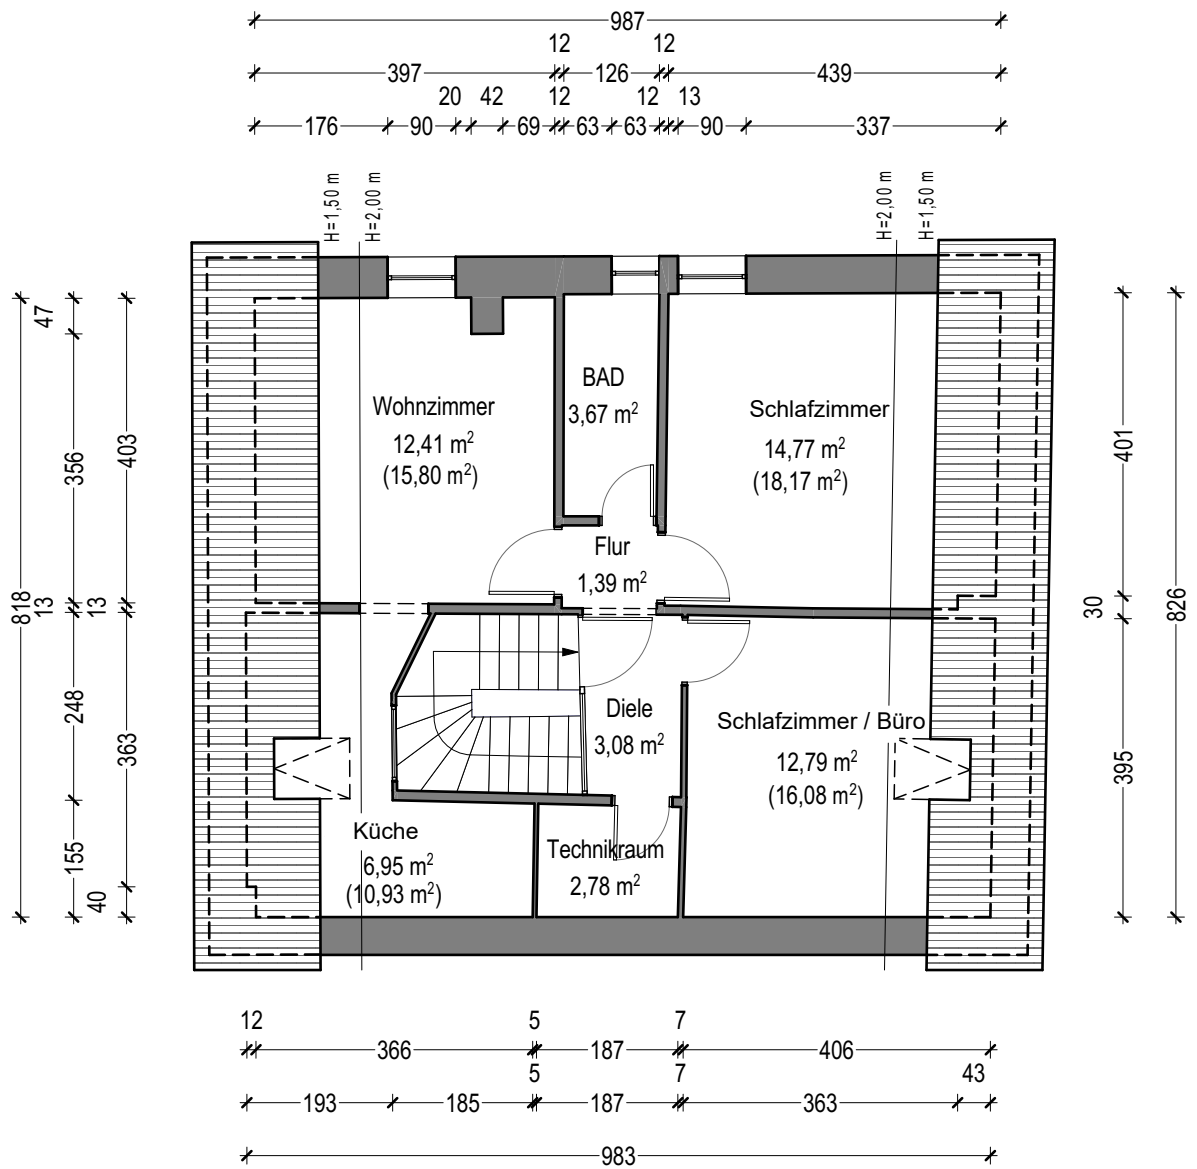 987
12 12
397 126 439
20 42 12 12 13
176 90 69 63 63 90 337
H=1,50 m
H=2,00 m
H=2,00 m
H=1,50 m
47
356
403
818
13
13
248
363
155
40
401
30
826
395
Wohnzimmer
12,41 m²
(15,80 m²)
BAD
3,67 m²
Schlafzimmer
14,77 m²
(18,17 m²)
Flur
1,39 m²
Diele
3,08 m²
Schlafzimmer / Büro
12,79 m²
(16,08 m²)
Küche
6,95 m²
(10,93 m²)
Technikraum
2,78 m²
12 5 7
366 187 406
5 7 43
193 185 187 363
983